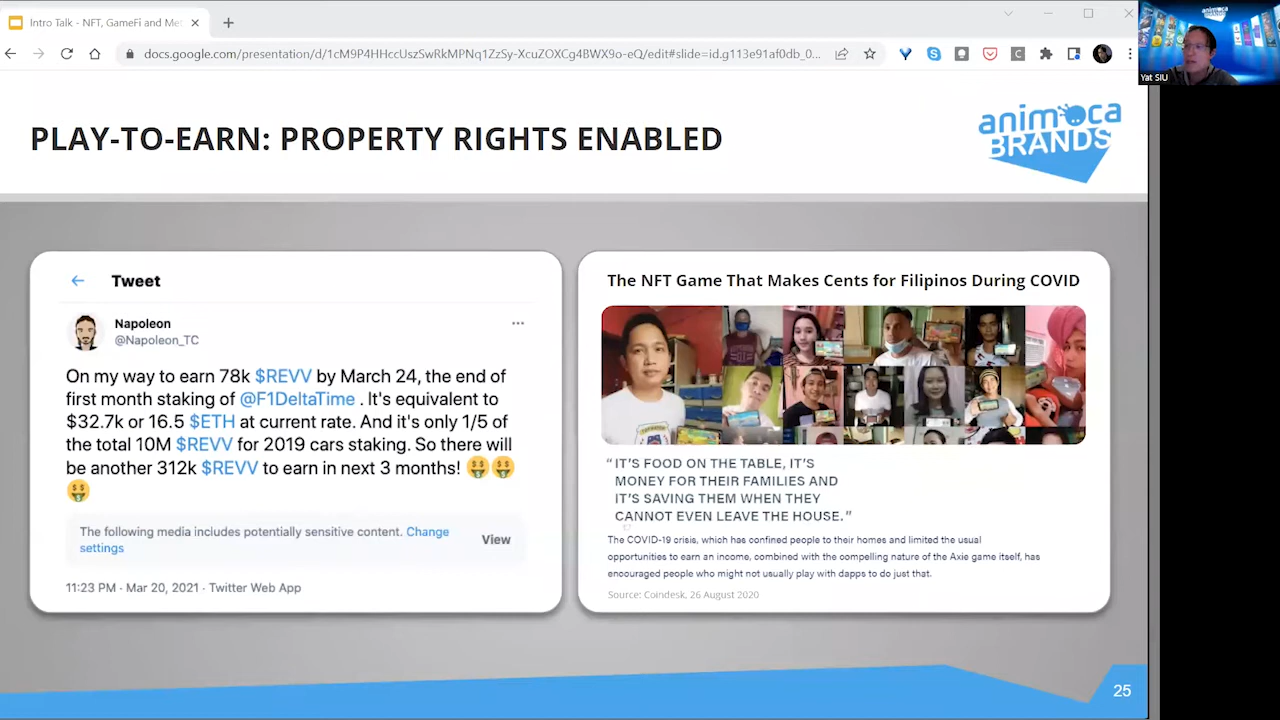 Intro Talk - NFT, GameFi and Me
docs.google.com/presentation/d/1cM9P4HHccUszSwkMAlPNq1ZzSy-XcuZOXCg4BWX9o-eQ/edit#slide=id.g113e91af0db_0...
animoca
BRANDS
Yat SIU
PLAY-TO-EARN: PROPERTY RIGHTS ENABLED
animoca
BRANDS
Tweet
Napoleon
@Napoleon_TC
On my way to earn 78k $REVV by March 24, the end of
first month staking of @F1DeltaTime . It's equivalent to
$32.7k or 16.5 $ETH at current rate. And it's only 1/5 of
the total 10M $REVV for 2019 cars staking. So there will
be another 312k $REVV to earn in next 3 months!
The following media includes potentially sensitive content. Change
settings
View
11:23 PM · Mar 20, 2021 · Twitter Web App
The NFT Game That Makes Cents for Filipinos During COVID
“IT’S FOOD ON THE TABLE, IT’S
MONEY FOR THEIR FAMILIES AND
IT’S SAVING THEM WHEN THEY
CANNOT EVEN LEAVE THE HOUSE.”
The COVID-19 crisis, which has confined people to their homes and limited the usual
opportunities to earn an income, combined with the compelling nature of the Axie game itself, has
encouraged people who might not usually play with dapps to do just that.
Source: Coindesk, 26 August 2020
25